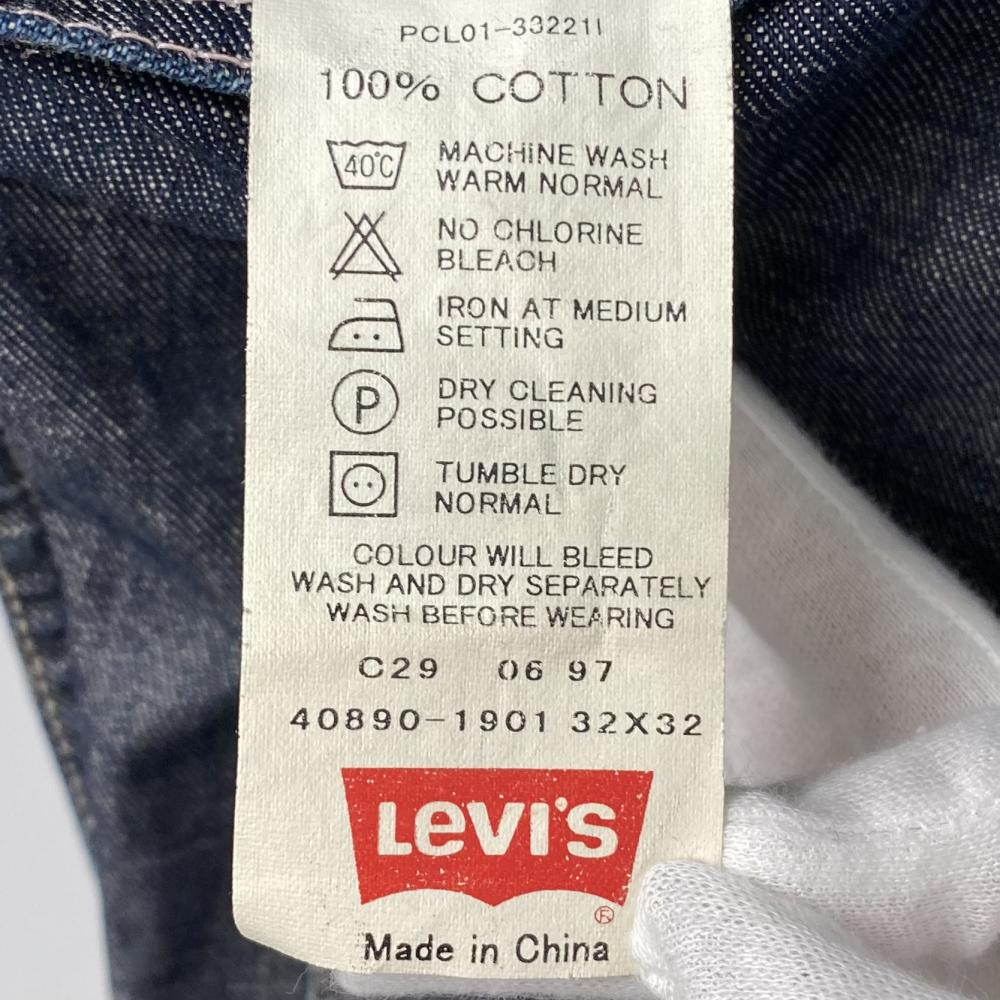 PCL01-33221I
100% COTTON
40°C MACHINE WASH
WARM NORMAL
NO CHLORINE
BLEACH
IRON AT MEDIUM
SETTING
P DRY CLEANING
POSSIBLE
TUMBLE DRY
NORMAL
COLOUR WILL BLEED
WASH AND DRY SEPARATELY
WASH BEFORE WEARING
C29 06 97
40890-1901 32X32
LEVI'S
®
Made in China